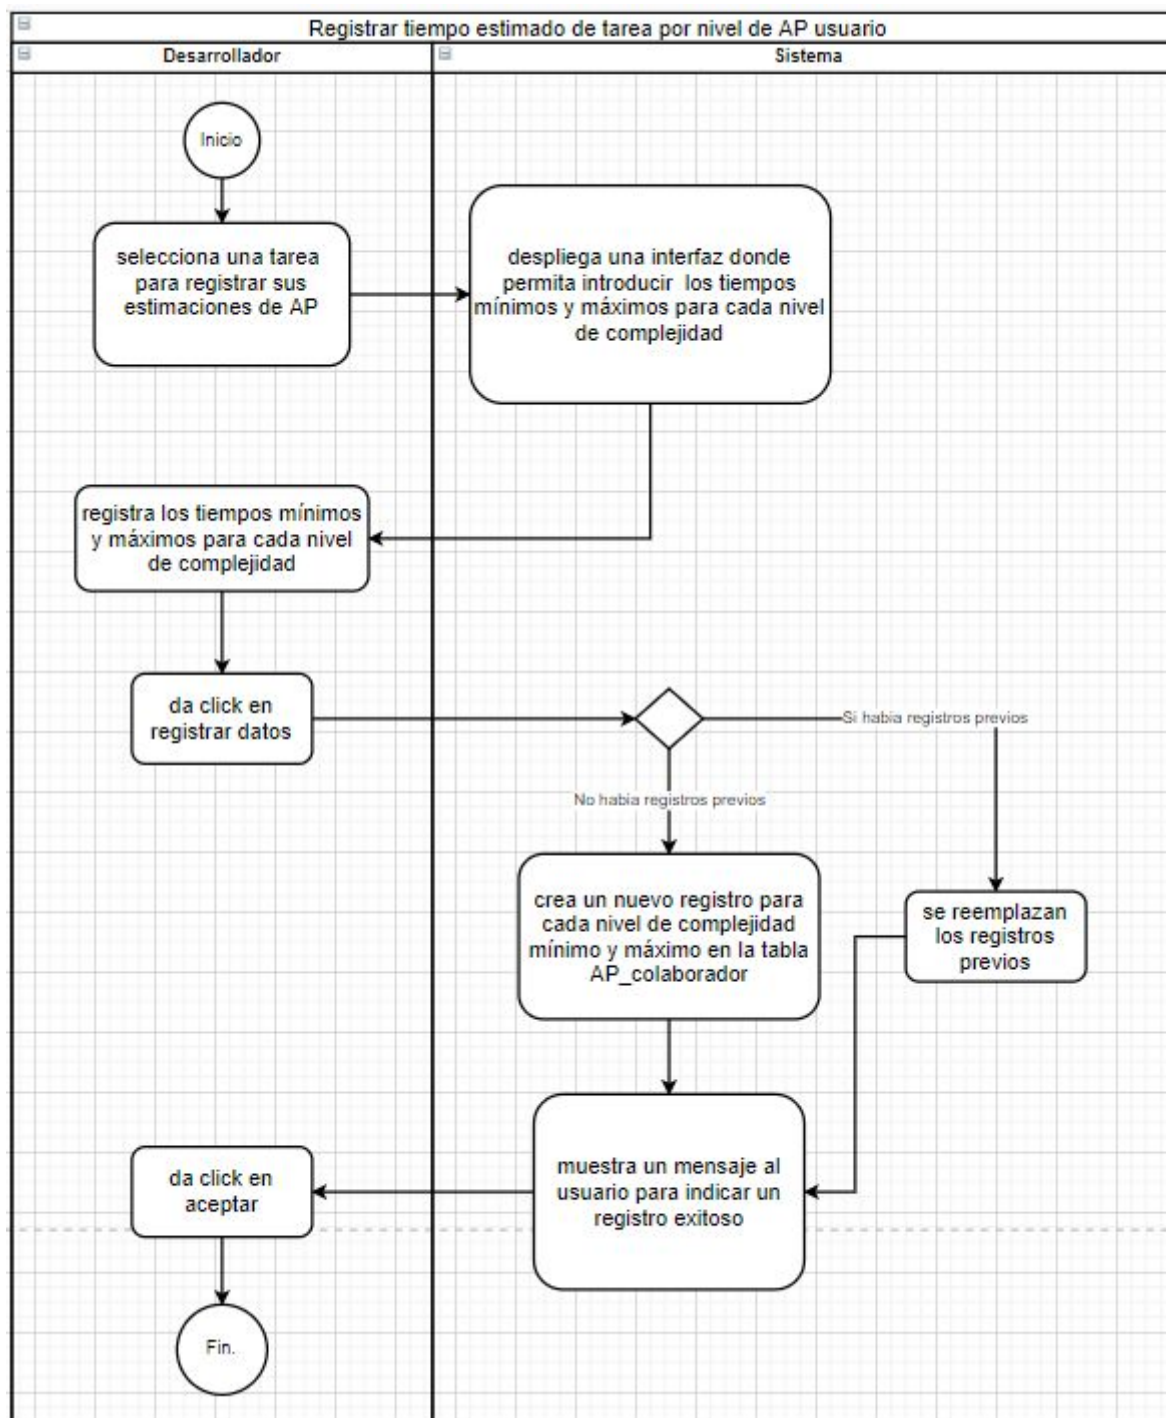 Registrar tiempo estimado de tarea por nivel de AP usuario
Desarrollador
Sistema
Inicio
selecciona una tarea
para registrar sus
estimaciones de AP
despliega una interfaz donde
permita introducir los tiempos
mínimos y máximos para cada nivel
de complejidad
registra los tiempos mínimos
y máximos para cada nivel
de complejidad
da click en
registrar datos
Si habia registros previos
No habia registros previos
crea un nuevo registro para
cada nivel de complejidad
mínimo y máximo en la tabla
AP_colaborador
se reemplazan
los registros
previos
muestra un mensaje al
usuario para indicar un
registro exitoso
da click en
aceptar
Fin.